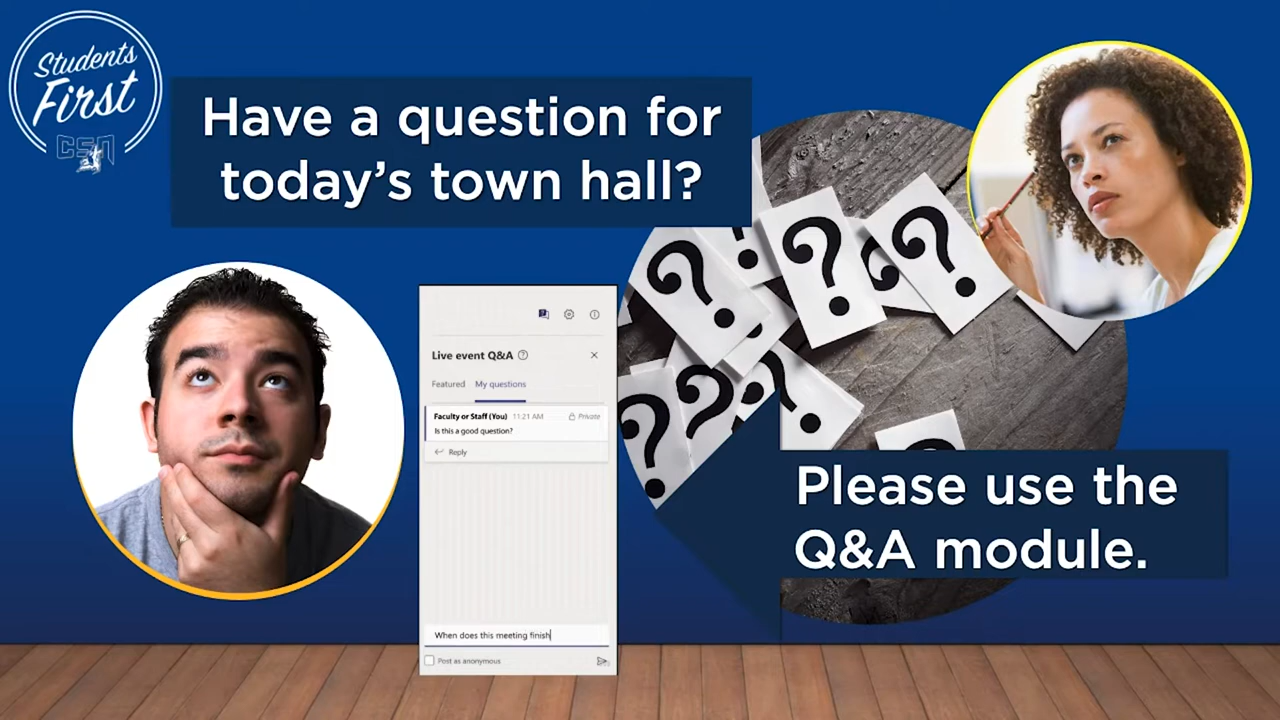 Students
First
CSN
Have a question for
today's town hall?
Live event Q&A
Featured My questions
Faculty or Staff (You) 11:21 AM Private
Is this a good question?
Reply
When does this meeting finish
Post as anonymous
Please use the
Q&A module.